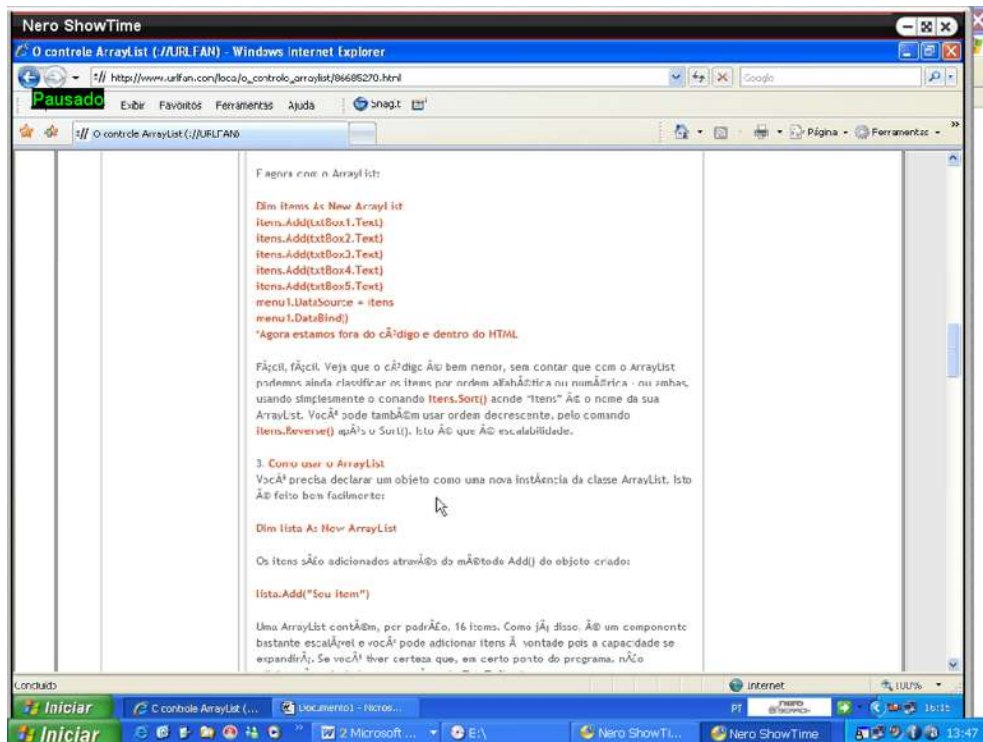 Nero ShowTime
O controle ArrayList (://URLFAN) - Windows Internet Explorer
http://www.urlfan.com/loca/o_controle_arraylist/86685270.html
Google
Pausado
Exibir Favoritos Ferramentas Ajuda
SnagIt
O controle ArrayList (://URLFAN)
Página
Ferramentas
E agora com o ArrayList:
Dim itens As New ArrayList
itens.Add(txtBox1.Text)
itens.Add(txtBox2.Text)
itens.Add(txtBox3.Text)
itens.Add(txtBox4.Text)
itens.Add(txtBox5.Text)
menu1.DataSource = itens
menu1.DataBind()
'Agora estamos fora do cÃ³digo e dentro do HTML
FÃ¡cil, fÃ¡cil. Veja que o cÃ³digo Ã© bem menor, sem contar que com o ArrayList
podemos ainda classificar os itens por ordem alfabÃ©tica ou numÃ©rica - ou ambas,
usando simplesmente o comando Itens.Sort() aonde "Itens" Ã© o nome da sua
ArrayList. VocÃª pode tambÃ©m usar ordem decrescente, pelo comando
Itens.Reverse() apÃ³s o Sort(). Isto Ã© que Ã© escalabilidade.
3. Como usar o ArrayList
VocÃª precisa declarar um objeto como uma nova instÃ¢ncia da classe ArrayList. Isto
Ã© feito bem facilmente:
Dim lista As New ArrayList
Os itens sÃ£o adicionados atravÃ©s do mÃ©todo Add() do objeto criado:
lista.Add("Seu item")
Uma ArrayList contÃ©m, por padrÃ£o, 16 itens. Como jÃ¡ disse, Ã© um componente
bastante escalÃ¡vel e vocÃª pode adicionar itens Ã vontade pois a capacidade se
expandirÃ¡. Se vocÃª tiver certeza que, em certo ponto do programa, nÃ£o
Concluído
Internet
100%
Iniciar
O controle ArrayList (...
Documento1 - Micros...
PT
nero
SEARCH
16:11
Iniciar
2 Microsoft ...
E:\
Nero ShowTi...
Nero ShowTime
13:47